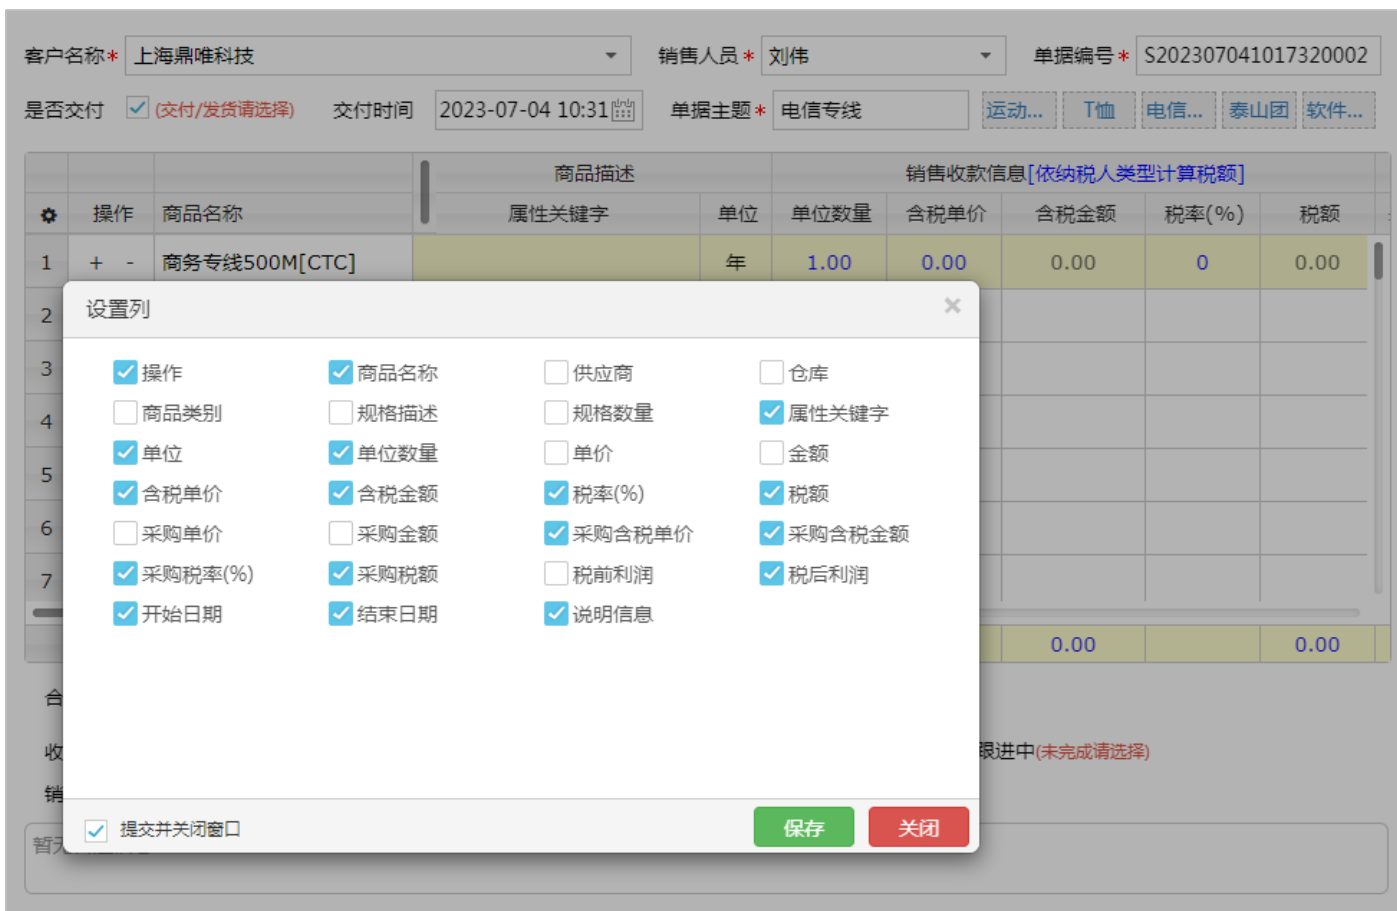 客户名称* 上海鼎唯科技 销售人员* 刘伟 单据编号* S202307041017320002
是否交付 (交付/发货请选择) 交付时间 2023-07-04 10:31 单据主题* 电信专线 运动... T恤 电信... 泰山团 软件...
商品描述 销售收款信息[依纳税人类型计算税额]
操作 商品名称 属性关键字 单位 单位数量 含税单价 含税金额 税率(%) 税额
1 + - 商务专线500M[CTC] 年 1.00 0.00 0.00 0 0.00
2
3
4
5
6
7
设置列 ×
操作 商品名称 供应商 仓库
商品类别 规格描述 规格数量 属性关键字
单位 单位数量 单价 金额
含税单价 含税金额 税率(%) 税额
采购单价 采购金额 采购含税单价 采购含税金额
采购税率(%) 采购税额 税前利润 税后利润
开始日期 结束日期 说明信息
0.00 0.00
合
收 跟进中(未完成请选择)
销
提交并关闭窗口 保存 关闭
暂无